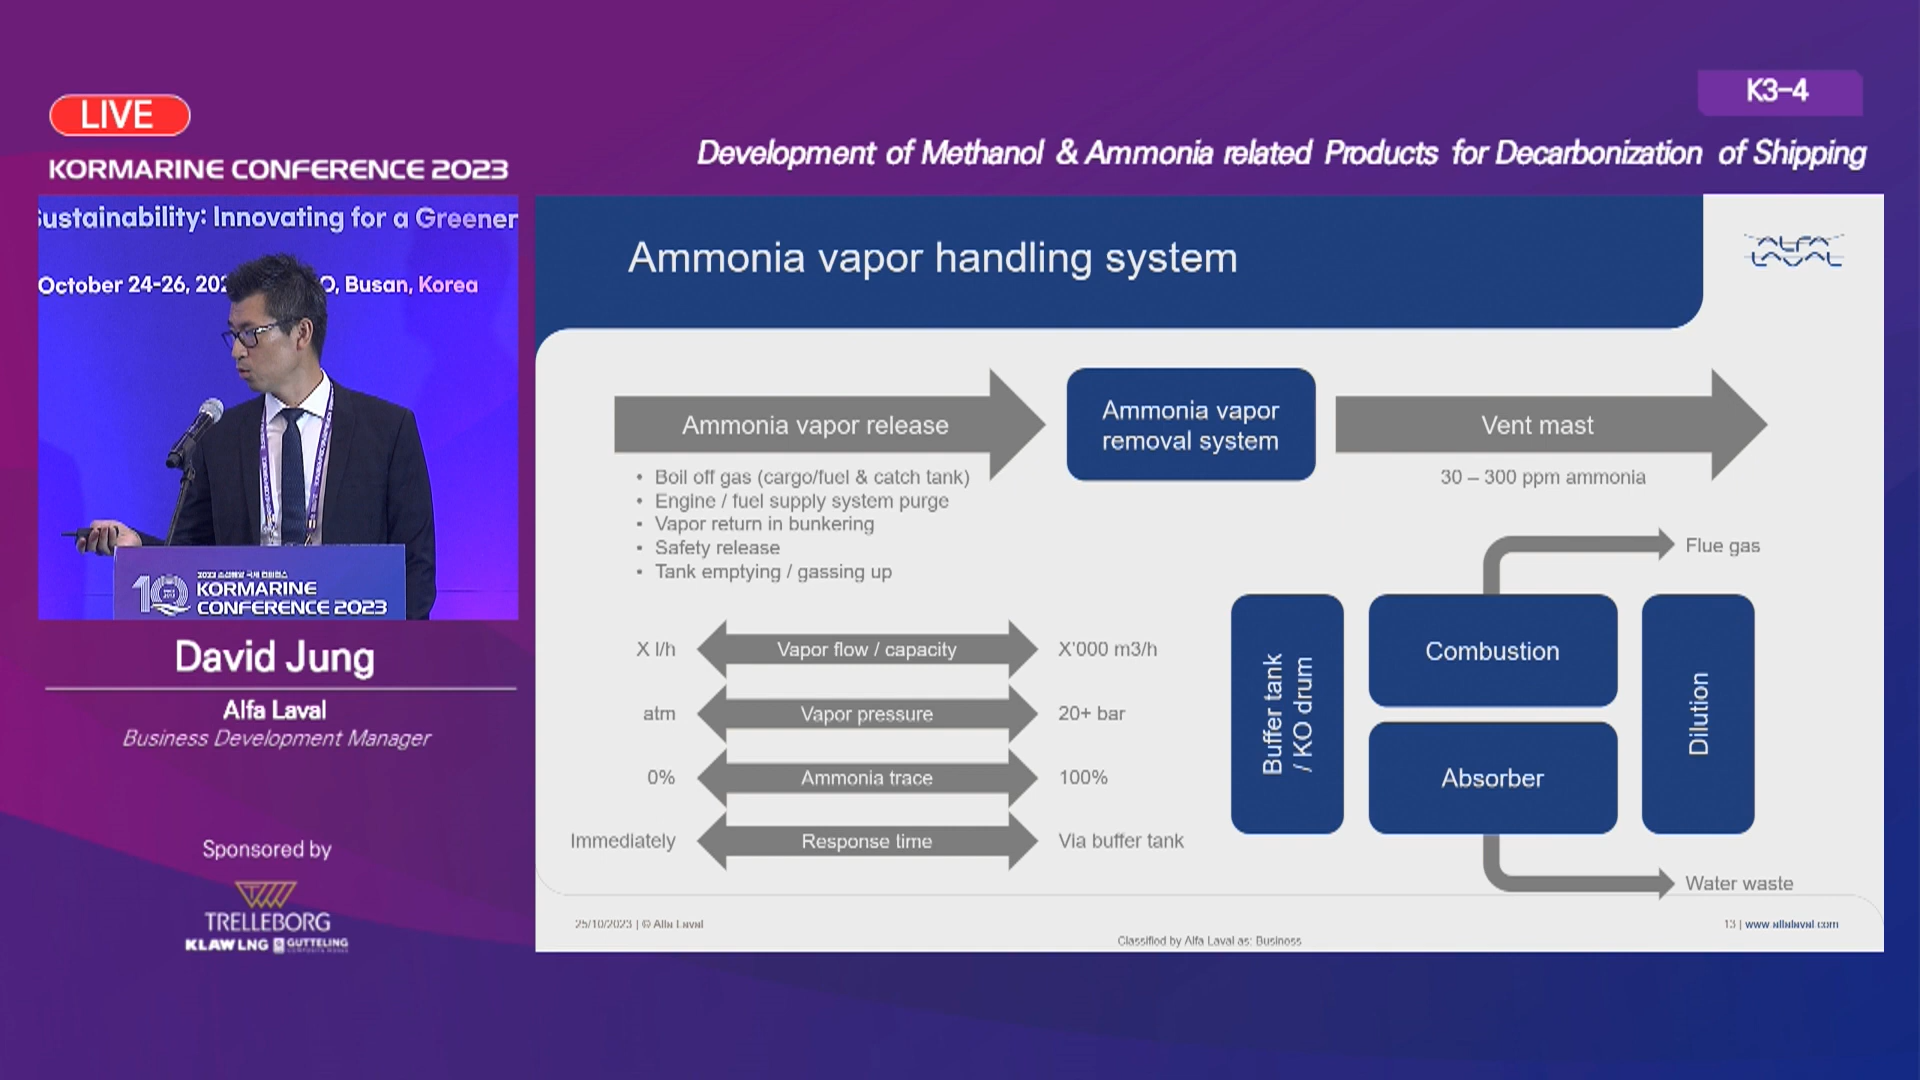 LIVE
K3-4
KORMARINE CONFERENCE 2023
Development of Methanol & Ammonia related Products for Decarbonization of Shipping
Sustainability: Innovating for a Greener
October 24-26, 202 O, Busan, Korea
10
KORMARINE
CONFERENCE 2023
David Jung
Alfa Laval
Business Development Manager
Sponsored by
TRELLEBORG
KLAW LNG GUTTELING
Ammonia vapor handling system
ALFA
LAVAL
Ammonia vapor release
Ammonia vapor
removal system
Vent mast
• Boil off gas (cargo/fuel & catch tank)
• Engine / fuel supply system purge
• Vapor return in bunkering
• Safety release
• Tank emptying / gassing up
30 – 300 ppm ammonia
X l/h Vapor flow / capacity X'000 m3/h
atm Vapor pressure 20+ bar
0% Ammonia trace 100%
Immediately Response time Via buffer tank
Flue gas
Buffer tank
/ KO drum
Combustion
Absorber
Dilution
Water waste
25/10/2023 | © Alfa Laval
Classified by Alfa Laval as: Business
13 | www.alfalaval.com